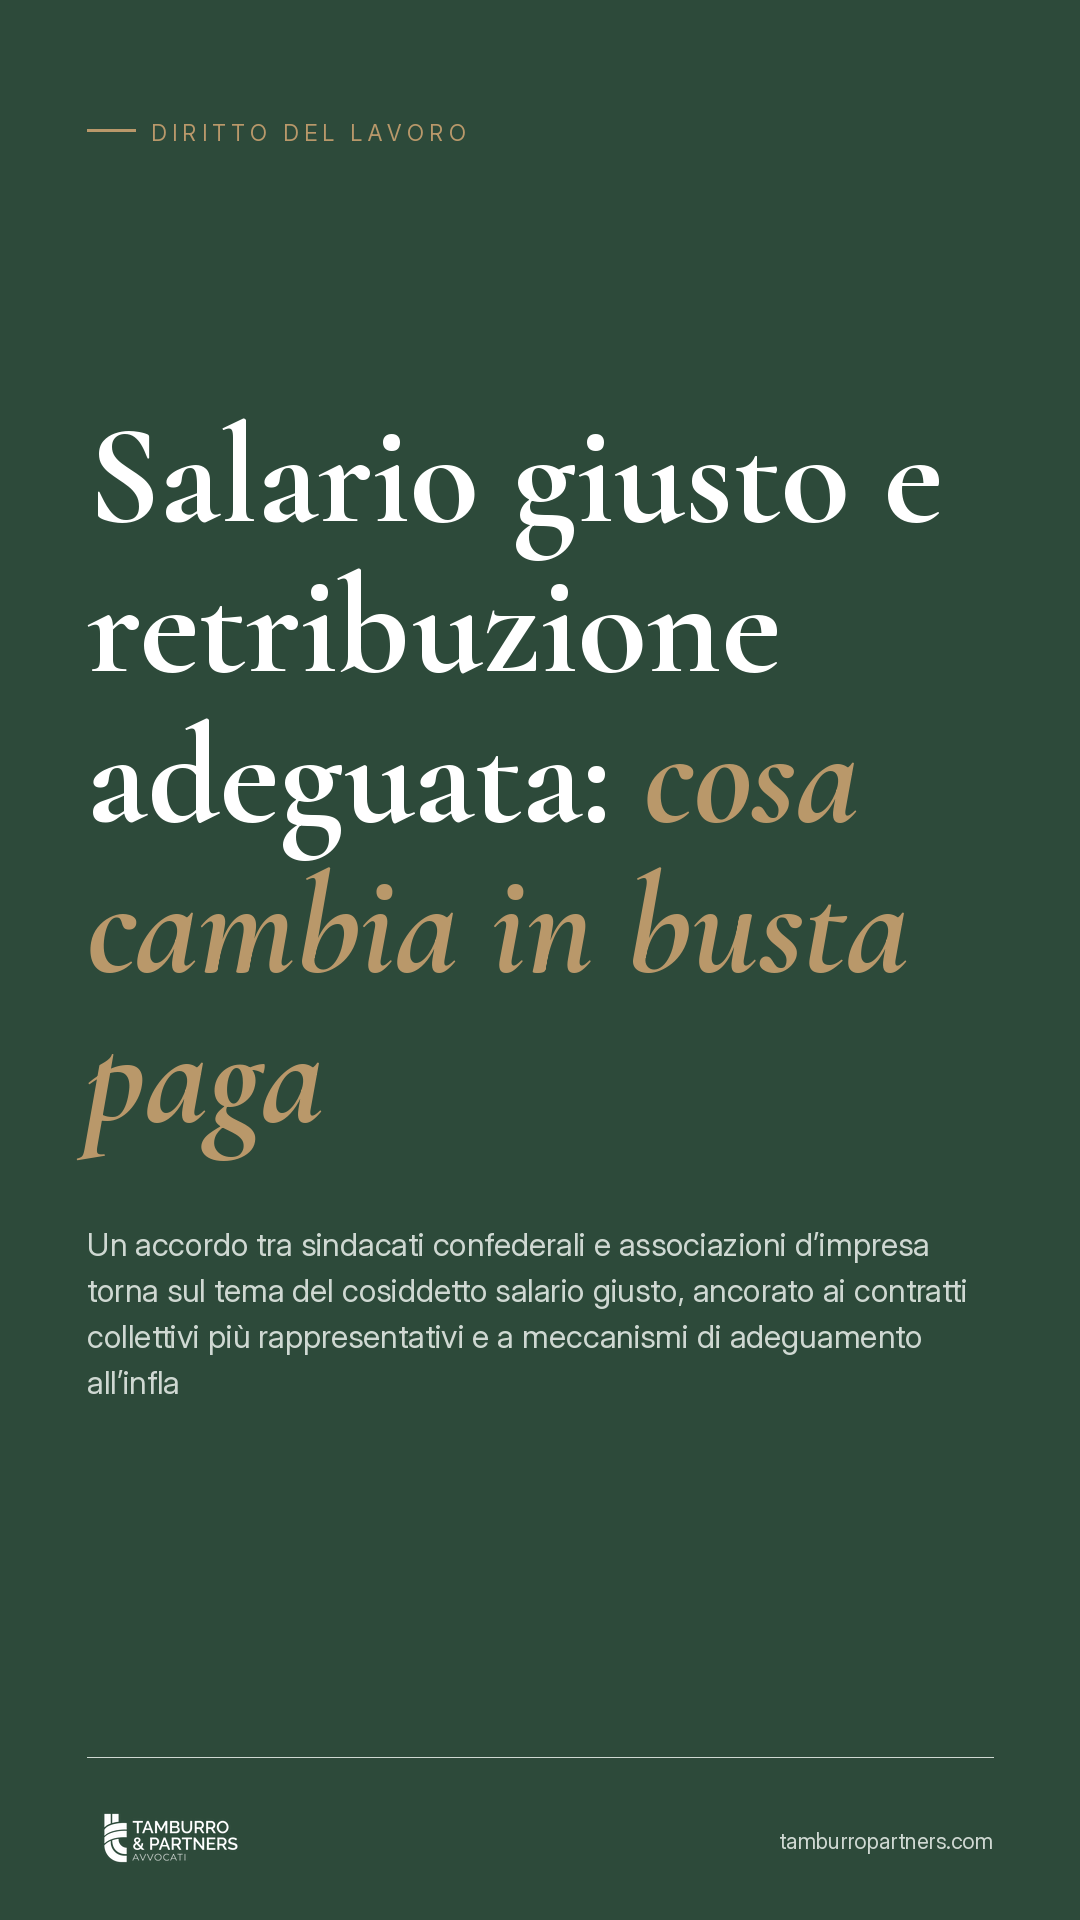 DIRITTO DEL LAVORO
Salario giusto e
retribuzione
adeguata: cosa
cambia in busta
paga
Un accordo tra sindacati confederali e associazioni d’impresa
torna sul tema del cosiddetto salario giusto, ancorato ai contratti
collettivi più rappresentativi e a meccanismi di adeguamento
all’infla
TAMBURRO
& PARTNERS
AVVOCATI
tamburropartners.com